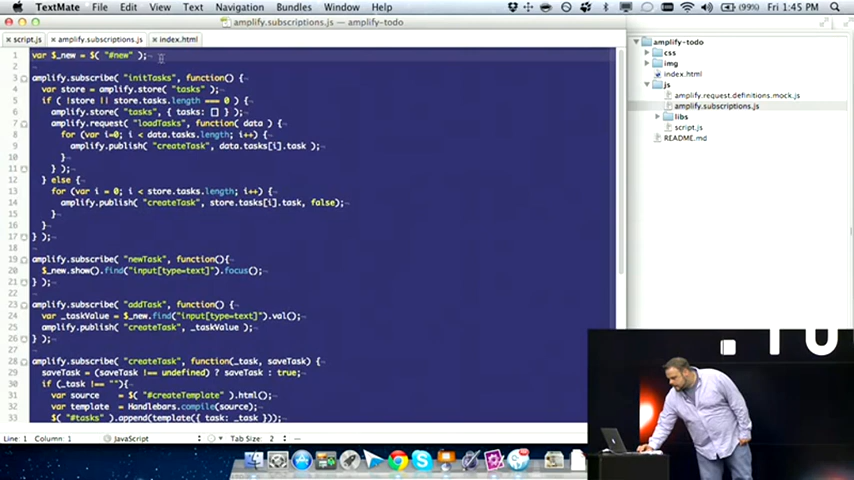 TextMate File Edit View Text Navigation Bundles Window Help (99%) Fri 1:45 PM
amplify.subscriptions.js — amplify-todo
script.js amplify.subscriptions.js index.html
1 var $_new = $( "#new" );
2
3 amplify.subscribe( "initTasks", function() {
4 var store = amplify.store( "tasks" );
5 if ( !store || store.tasks.length === 0 ) {
6 amplify.store( "tasks", { tasks: [] } );
7 amplify.request( "loadTasks", function( data ) {
8 for (var i=0; i < data.tasks.length; i++) {
9 amplify.publish( "createTask", data.tasks[i].task );
10 }
11 } );
12 } else {
13 for (var i = 0; i < store.tasks.length; i++) {
14 amplify.publish( "createTask", store.tasks[i].task, false);
15 }
16 }
17 } );
18
19 amplify.subscribe( "newTask", function(){
20 $_new.show().find("input[type=text]").focus();
21 } );
22
23 amplify.subscribe( "addTask", function() {
24 var _taskValue = $_new.find("input[type=text]").val();
25 amplify.publish( "createTask", _taskValue );
26 } );
27
28 amplify.subscribe( "createTask", function(_task, saveTask) {
29 saveTask = (saveTask !== undefined) ? saveTask : true;
30 if (_task !== ""){
31 var source = $( "#createTemplate" ).html();
32 var template = Handlebars.compile(source);
33 $( "#tasks" ).append(template({ task: _task }));
Line: 1 Column: 1 JavaScript Tab Size: 2
amplify-todo
css
img
index.html
js
amplify.request.definitions.mock.js
amplify.subscriptions.js
libs
script.js
README.md